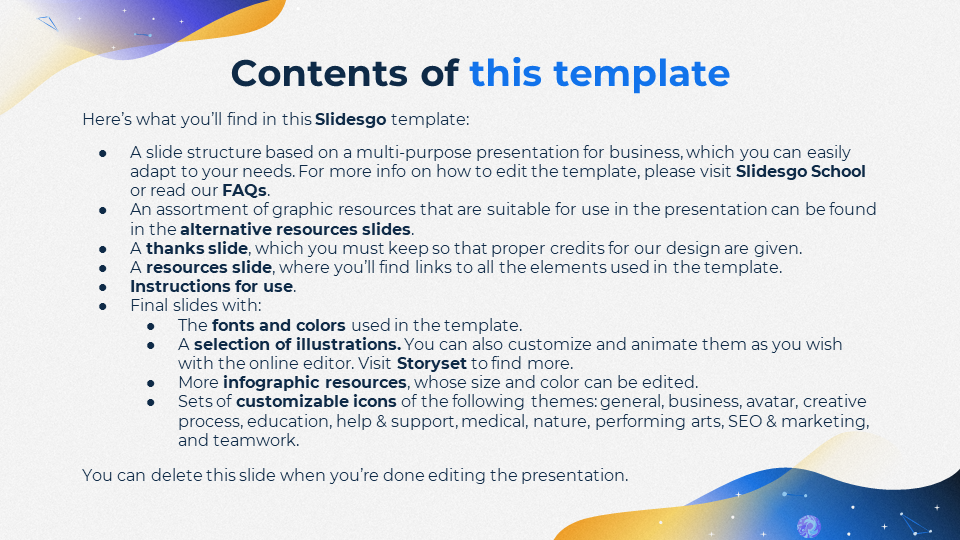 Contents of this template
Here's what you'll find in this Slidesgo template:
● A slide structure based on a multi-purpose presentation for business, which you can easily
adapt to your needs. For more info on how to edit the template, please visit Slidesgo School
or read our FAQs.
● An assortment of graphic resources that are suitable for use in the presentation can be found
in the alternative resources slides.
● A thanks slide, which you must keep so that proper credits for our design are given.
● A resources slide, where you'll find links to all the elements used in the template.
● Instructions for use.
● Final slides with:
● The fonts and colors used in the template.
● A selection of illustrations. You can also customize and animate them as you wish
with the online editor. Visit Storyset to find more.
● More infographic resources, whose size and color can be edited.
● Sets of customizable icons of the following themes: general, business, avatar, creative
process, education, help & support, medical, nature, performing arts, SEO & marketing,
and teamwork.
You can delete this slide when you're done editing the presentation.